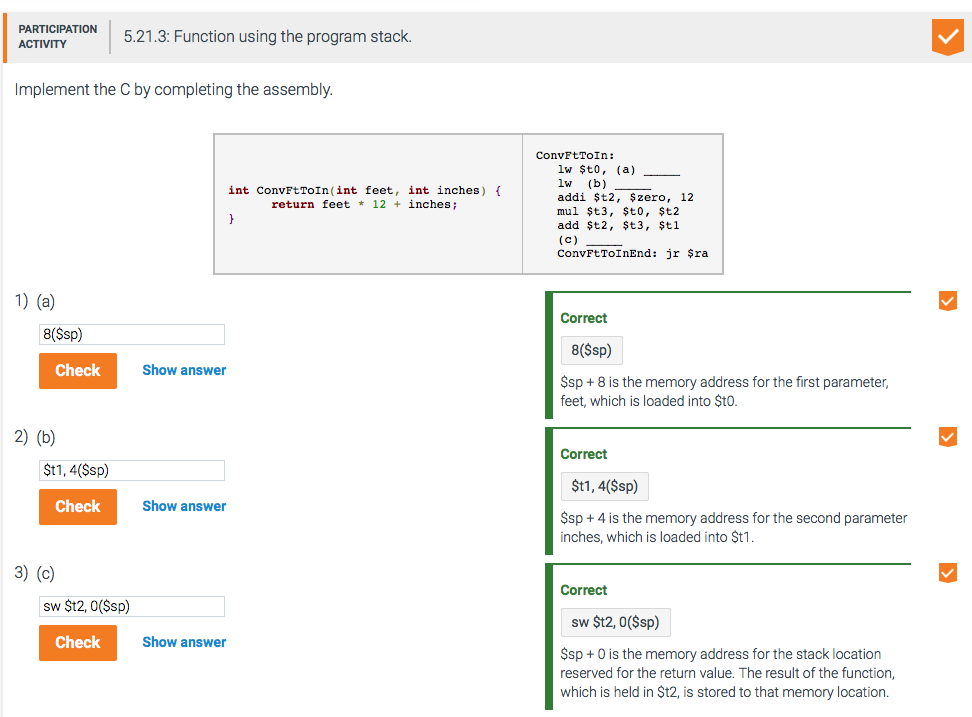 PARTICIPATION
ACTIVITY
5.21.3: Function using the program stack.
Implement the C by completing the assembly.
int ConvFtToIn(int feet, int inches) {
return feet * 12 + inches;
}
ConvFtToIn:
lw $t0, (a) _____
lw  (b) _____
addi $t2, $zero, 12
mul $t3, $t0, $t2
add $t2, $t3, $t1
(c) _____
ConvFtToInEnd: jr $ra
1) (a)
8($sp)
Check
Show answer
Correct
8($sp)
$sp + 8 is the memory address for the first parameter,
feet, which is loaded into $t0.
2) (b)
$t1, 4($sp)
Check
Show answer
Correct
$t1, 4($sp)
$sp + 4 is the memory address for the second parameter
inches, which is loaded into $t1.
3) (c)
sw $t2, 0($sp)
Check
Show answer
Correct
sw $t2, 0($sp)
$sp + 0 is the memory address for the stack location
reserved for the return value. The result of the function,
which is held in $t2, is stored to that memory location.